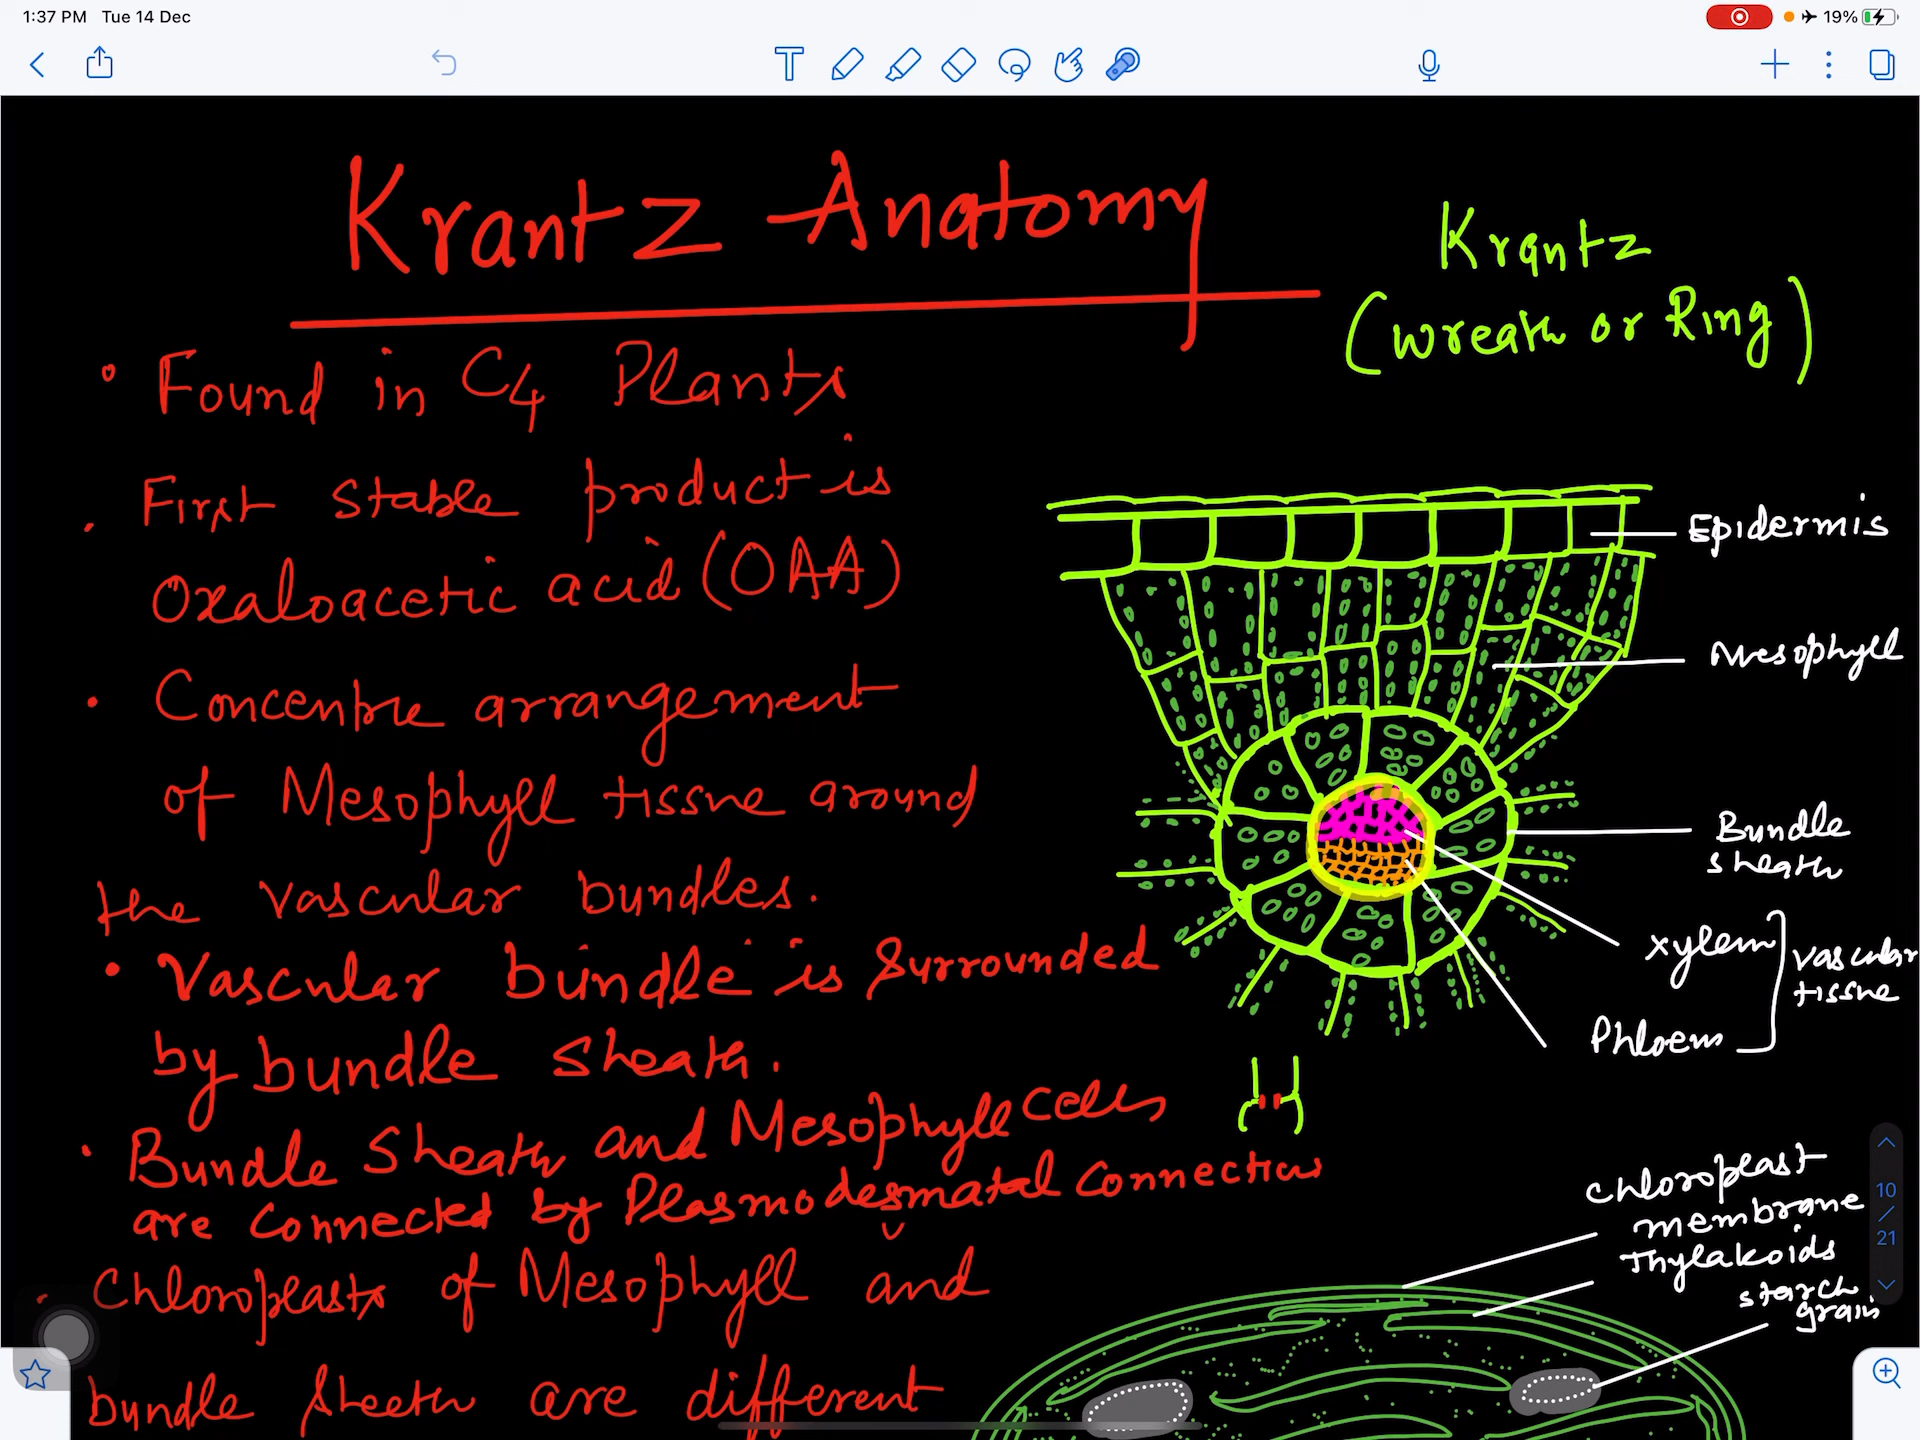 1:37 PM Tue 14 Dec
19%
Krantz Anatomy
Krantz
(wreath or Ring)
• Found in C4 Plants
• First stable product is
Oxaloacetic acid (OAA)
• Concentric arrangement
of Mesophyll tissue around
the vascular bundles.
• Vascular bundle is surrounded
by bundle sheath.
• Bundle Sheath and Mesophyll cells
are connected by Plasmodesmatal connections
• Chloroplasts of Mesophyll and
bundle sheeth are different
Epidermis
Mesophyll
Bundle
sheath
xylem
vascular
tissue
Phloem
chloroplast
membrane
Thylakoids
starch
grain
10
/
21